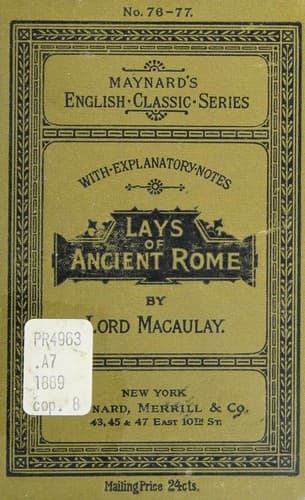 No. 76-77.
MAYNARD'S
ENGLISH·CLASSIC·SERIES
WITH·EXPLANATORY·NOTES
LAYS
OF
ANCIENT ROME
BY
LORD MACAULAY.
PR4963
.A7
1889
cop. 8
NEW YORK
NARD, MERRILL & CO.
43, 45 & 47 EAST 10TH ST.
Mailing Price 24cts.